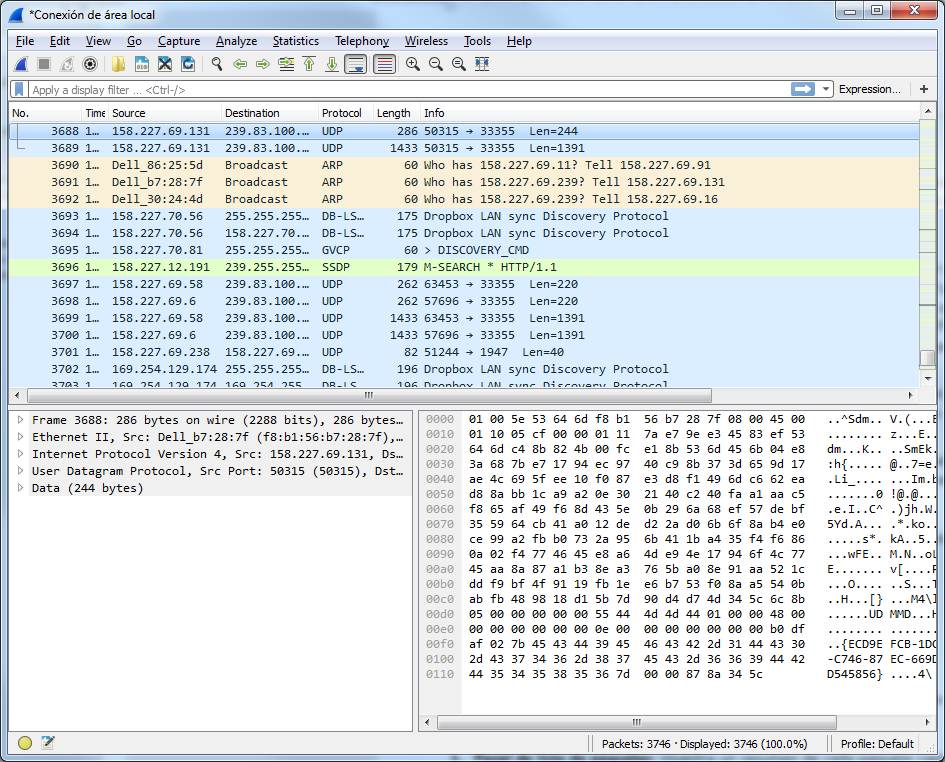 *Conexión de área local
File Edit View Go Capture Analyze Statistics Telephony Wireless Tools Help
Apply a display filter ... <Ctrl-/> Expression... +
No. Time Source Destination Protocol Length Info
3688 1… 158.227.69.131 239.83.100.… UDP 286 50315 → 33355 Len=244
3689 1… 158.227.69.131 239.83.100.… UDP 1433 50315 → 33355 Len=1391
3690 1… Dell_86:25:5d Broadcast ARP 60 Who has 158.227.69.11? Tell 158.227.69.91
3691 1… Dell_b7:28:7f Broadcast ARP 60 Who has 158.227.69.239? Tell 158.227.69.131
3692 1… Dell_30:24:4d Broadcast ARP 60 Who has 158.227.69.239? Tell 158.227.69.16
3693 1… 158.227.70.56 255.255.255… DB-LS… 175 Dropbox LAN sync Discovery Protocol
3694 1… 158.227.70.56 158.227.70.… DB-LS… 175 Dropbox LAN sync Discovery Protocol
3695 1… 158.227.70.81 255.255.255… GVCP 60 > DISCOVERY_CMD
3696 1… 158.227.12.191 239.255.255… SSDP 179 M-SEARCH * HTTP/1.1
3697 1… 158.227.69.58 239.83.100.… UDP 262 63453 → 33355 Len=220
3698 1… 158.227.69.6 239.83.100.… UDP 262 57696 → 33355 Len=220
3699 1… 158.227.69.58 239.83.100.… UDP 1433 63453 → 33355 Len=1391
3700 1… 158.227.69.6 239.83.100.… UDP 1433 57696 → 33355 Len=1391
3701 1… 158.227.69.238 158.227.69.… UDP 82 51244 → 1947 Len=40
3702 1… 169.254.129.174 255.255.255… DB-LS… 196 Dropbox LAN sync Discovery Protocol
3703 1… 169.254.129.174 169.254.255… DB-LS… 196 Dropbox LAN sync Discovery Protocol
Frame 3688: 286 bytes on wire (2288 bits), 286 bytes…
Ethernet II, Src: Dell_b7:28:7f (f8:b1:56:b7:28:7f),…
Internet Protocol Version 4, Src: 158.227.69.131, Ds…
User Datagram Protocol, Src Port: 50315 (50315), Dst…
Data (244 bytes)
0000 01 00 5e 53 64 6d f8 b1 56 b7 28 7f 08 00 45 00 ..^Sdm.. V.(...E
0010 01 10 05 cf 00 00 01 11 7a e7 9e e3 45 83 ef 53 ........ z...E..
0020 64 6d c4 8b 82 4b 00 fc e1 8b 53 6d 45 6b 04 e8 dm...K.. ..SmEk.
0030 3a 68 7b e7 17 94 ec 97 40 c9 8b 37 3d 65 9d 17 :h{..... @..7=e.
0040 ae 4c 69 5f ee 10 f0 87 e3 d8 f1 49 6d c6 62 ea .Li_.... ...Im.b
0050 d8 8a bb 1c a9 a2 0e 30 21 40 c2 40 fa a1 aa c5 .......0 !@.@...
0060 f8 65 af 49 f6 8d 43 5e 0b 29 6a 68 ef 57 de bf .e.I..C^ .)jh.W.
0070 35 59 64 cb 41 a0 12 de d2 2a d0 6b 6f 8a b4 e0 5Yd.A... .*.ko..
0080 ce 99 a2 fb b0 73 2a 95 6b 41 1b a4 35 f4 f6 86 .....s*. kA..5..
0090 0a 02 f4 77 46 45 e8 a6 4d e9 4e 17 94 6f 4c 77 ...wFE.. M.N..oL
00a0 45 aa 8a 87 a1 b3 8e a3 76 5b a0 8e 91 aa 52 1c E....... v[....R
00b0 dd f9 bf 4f 91 19 fb 1e e6 b7 53 f0 8a a5 54 0b ...O.... ..S...T
00c0 ab fb 48 98 18 d1 5b 7d 90 d4 d7 4d 34 5c 6c 8b ..H...[} ...M4\l
00d0 05 00 00 00 00 00 55 44 4d 4d 44 01 00 00 48 00 ......UD MMD...H
00e0 00 00 00 00 00 0e 00 00 00 00 00 00 00 00 b0 df ........ .......
00f0 af 02 7b 45 43 44 39 45 46 43 42 2d 31 44 43 30 ..{ECD9E FCB-1DC
0100 2d 43 37 34 36 2d 38 37 45 43 2d 36 36 39 44 42 -C746-87 EC-669D
0110 44 35 34 35 38 35 36 7d 00 00 87 8a 34 5c D545856} ....4\
Packets: 3746 · Displayed: 3746 (100.0%) Profile: Default